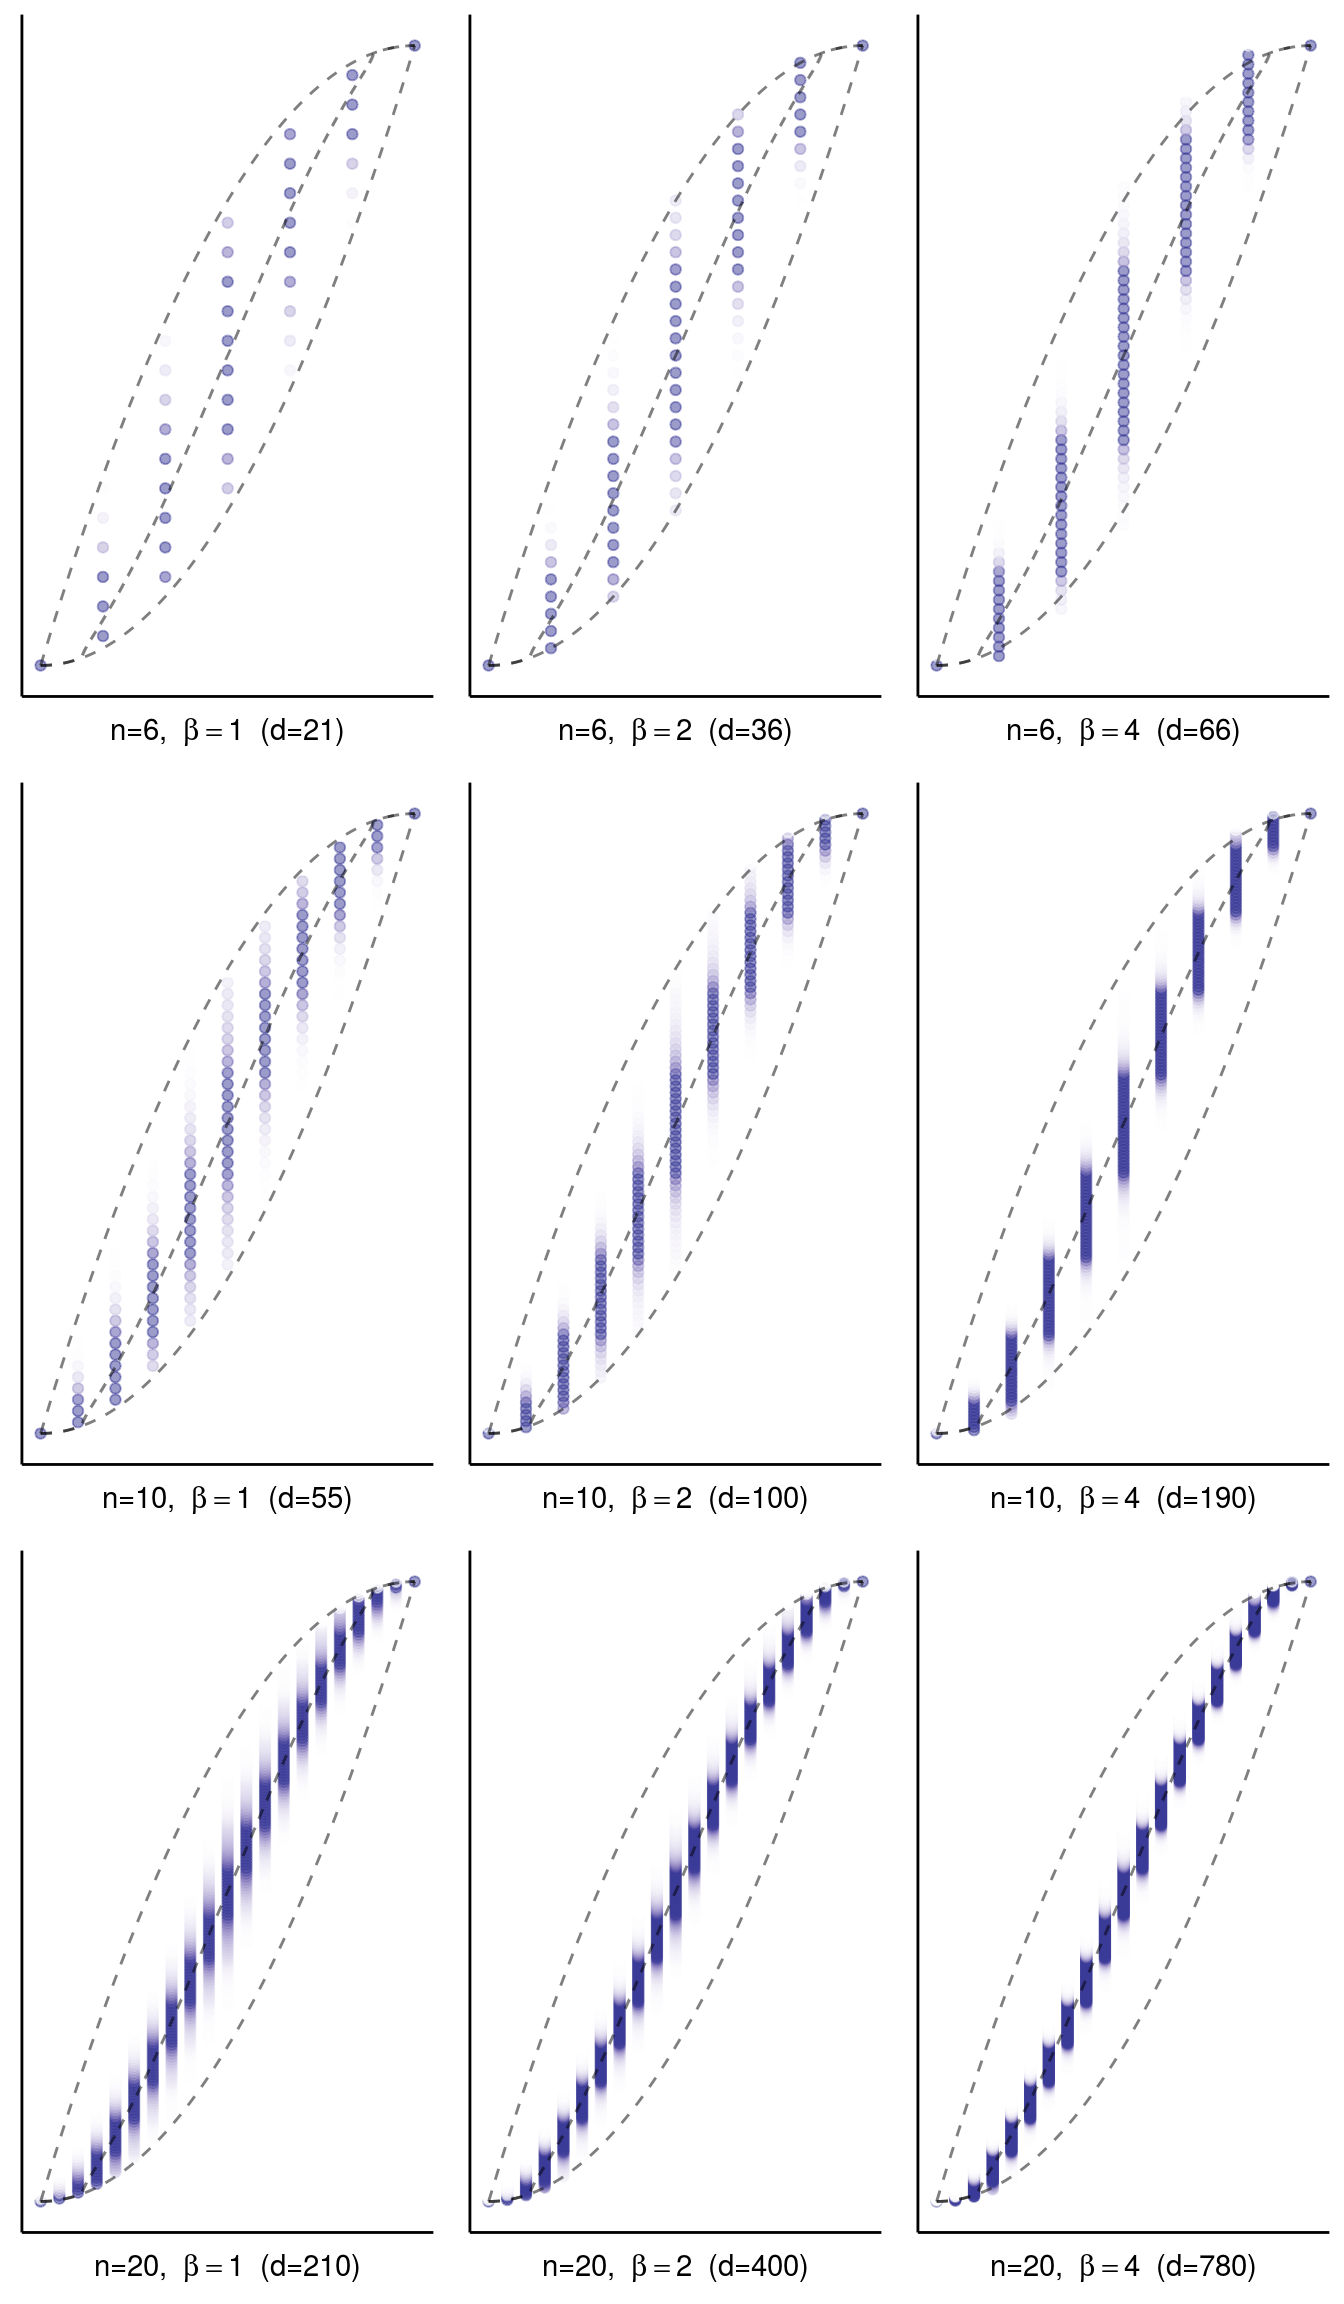 n=6, β = 1 (d=21)
n=6, β = 2 (d=36)
n=6, β = 4 (d=66)
n=10, β = 1 (d=55)
n=10, β = 2 (d=100)
n=10, β = 4 (d=190)
n=20, β = 1 (d=210)
n=20, β = 2 (d=400)
n=20, β = 4 (d=780)